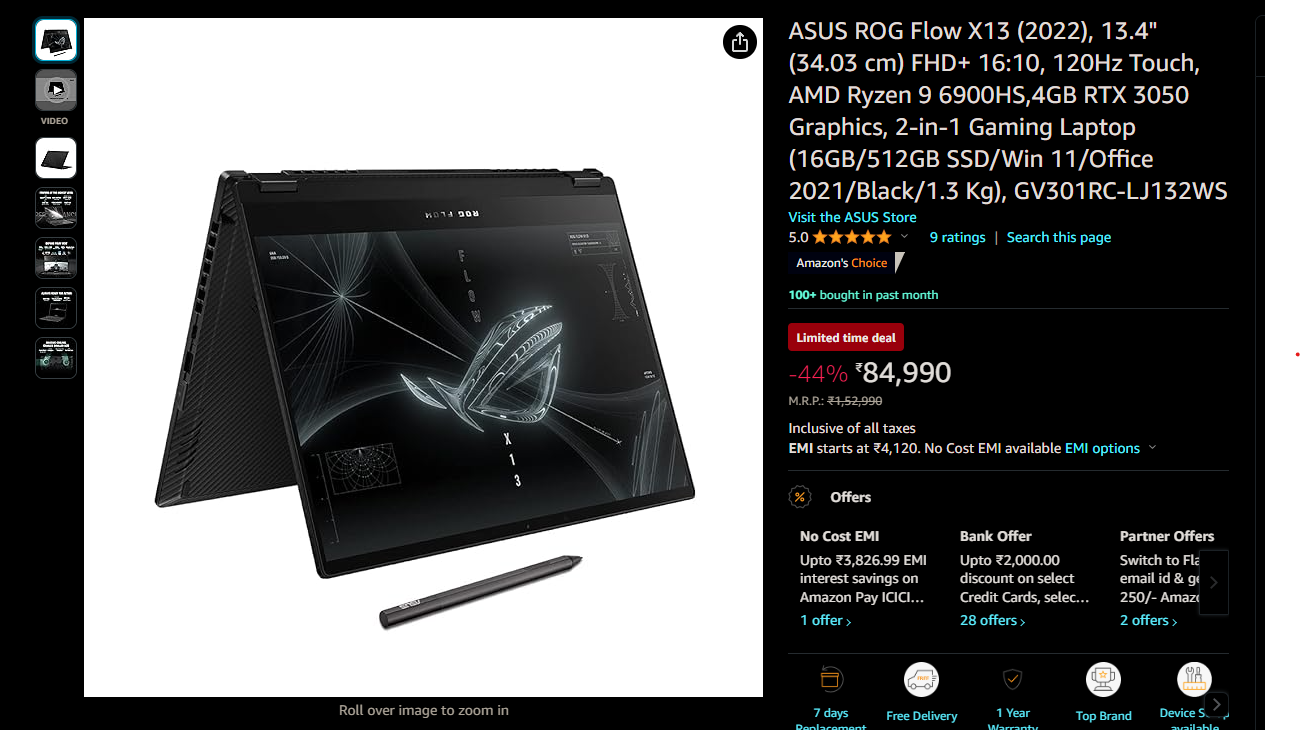 VIDEO
ROG FLOW
FLOW
X
1
3
ASUS
Roll over image to zoom in
ASUS ROG Flow X13 (2022), 13.4"
(34.03 cm) FHD+ 16:10, 120Hz Touch,
AMD Ryzen 9 6900HS,4GB RTX 3050
Graphics, 2-in-1 Gaming Laptop
(16GB/512GB SSD/Win 11/Office
2021/Black/1.3 Kg), GV301RC-LJ132WS
Visit the ASUS Store
5.0
9 ratings | Search this page
Amazon's Choice
100+ bought in past month
Limited time deal
-44% ₹84,990
M.R.P.: ₹1,52,990
Inclusive of all taxes
EMI starts at ₹4,120. No Cost EMI available EMI options
% Offers
No Cost EMI
Upto ₹3,826.99 EMI
interest savings on
Amazon Pay ICICI…
1 offer ›
Bank Offer
Upto ₹2,000.00
discount on select
Credit Cards, selec…
28 offers ›
Partner Offers
Switch to Fla
email id & ge
250/- Amazo
2 offers ›
7 days
Replacement
FREE
Free Delivery
1 Year
Warranty
Top Brand
Device
available